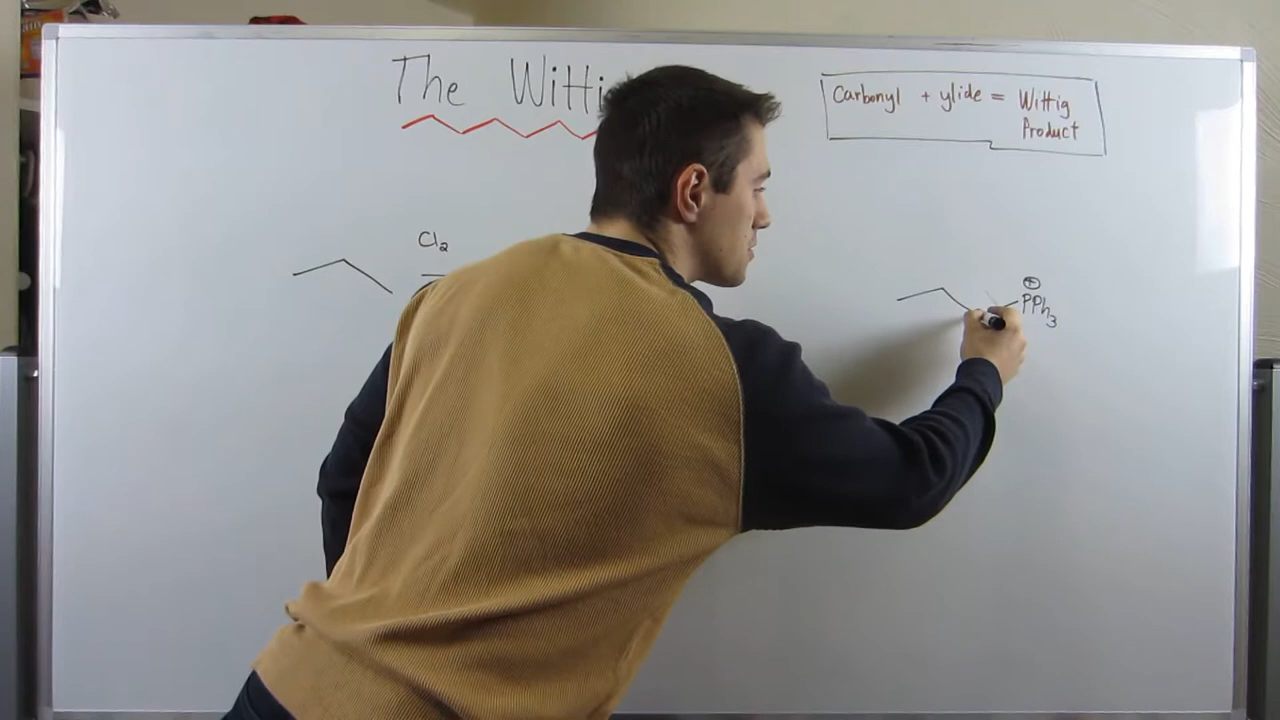 The Witti
Carbonyl + ylide = Wittig
Product
Cl₂
⊕
PPh₃